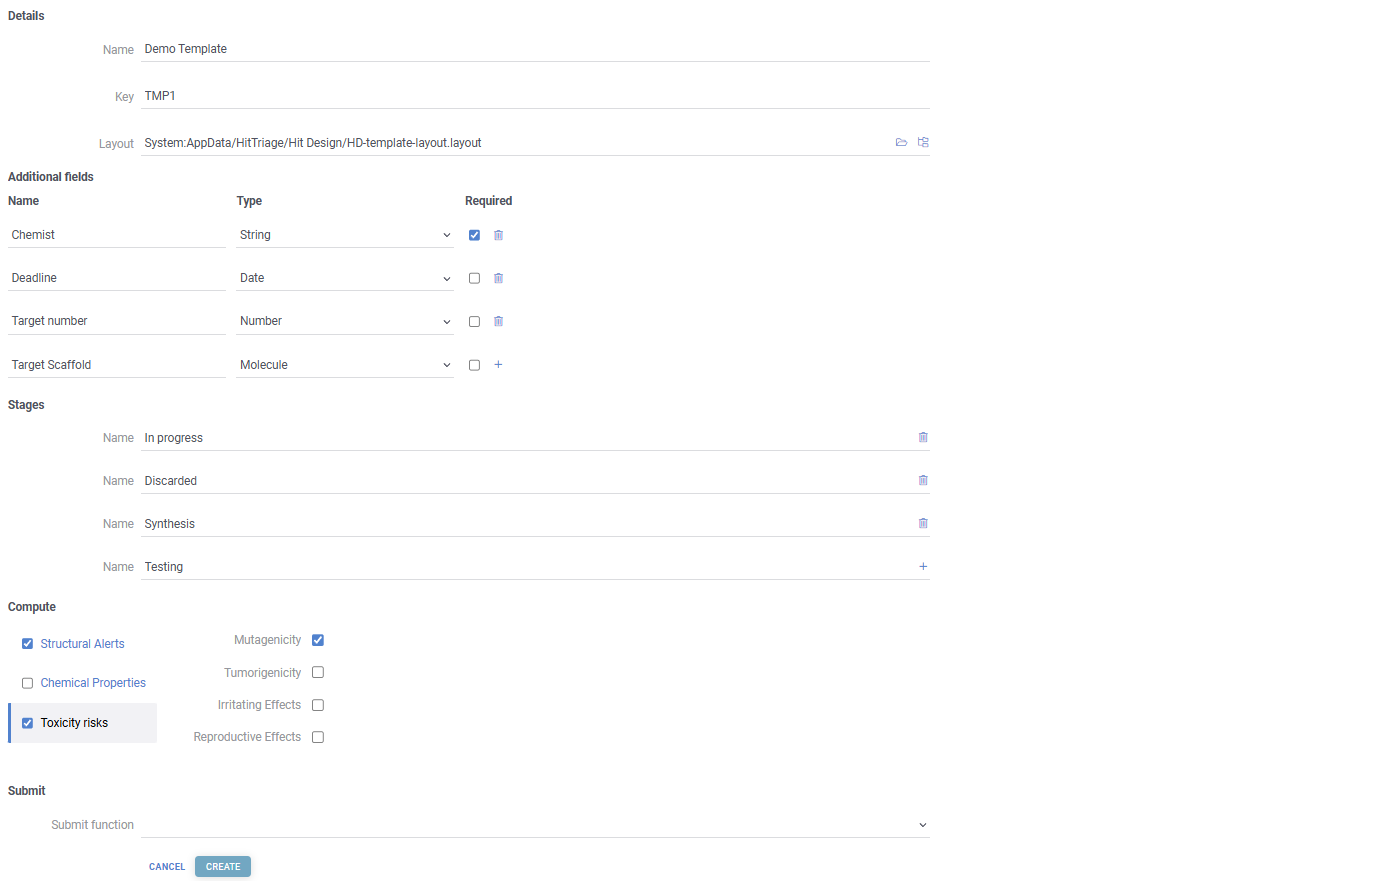 Details
Name Demo Template
Key TMP1
Layout System:AppData/HitTriage/Hit Design/HD-template-layout.layout
Additional fields
Name Type Required
Chemist String
Deadline Date
Target number Number
Target Scaffold Molecule
Stages
Name In progress
Name Discarded
Name Synthesis
Name Testing
Compute
Structural Alerts
Chemical Properties
Toxicity risks
Mutagenicity
Tumorigenicity
Irritating Effects
Reproductive Effects
Submit
Submit function
CANCEL CREATE